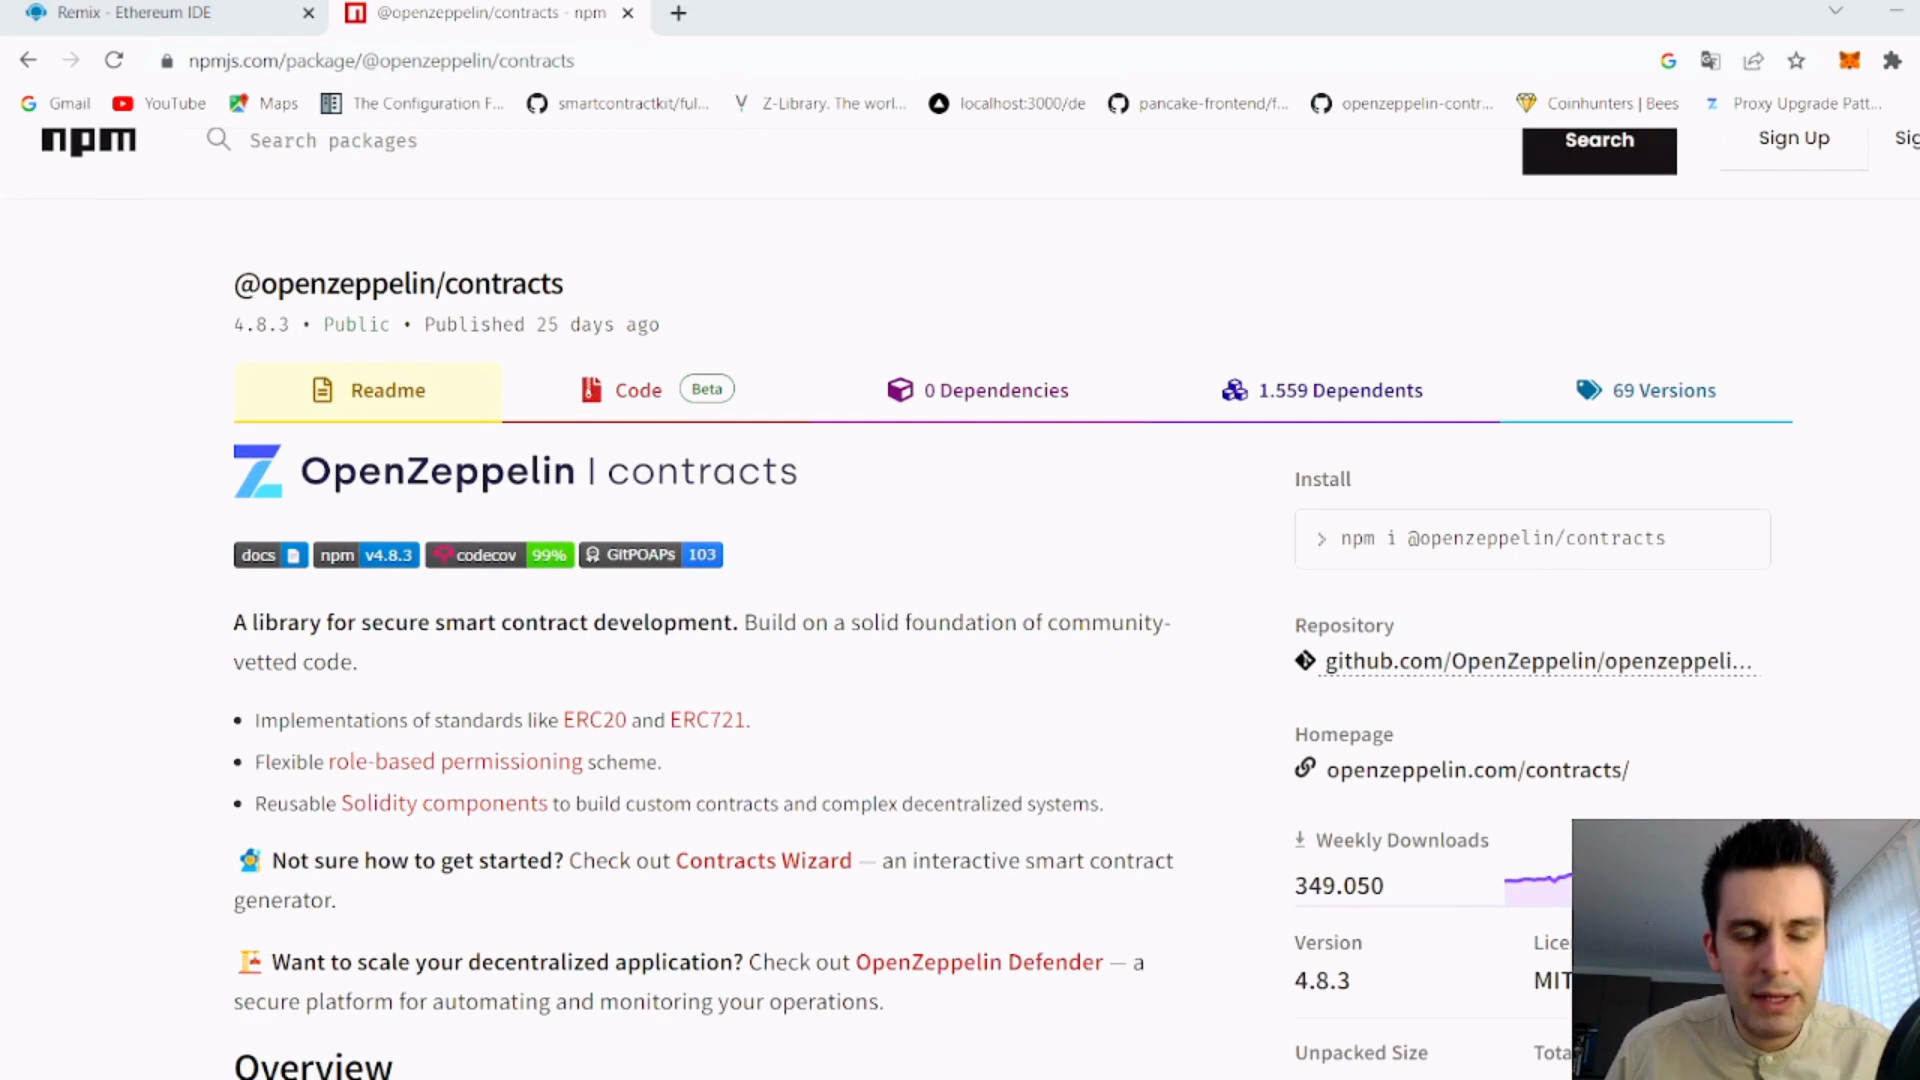 Remix - Ethereum IDE
@openzeppelin/contracts - npm
npmjs.com/package/@openzeppelin/contracts
Gmail YouTube Maps The Configuration F... smartcontractkit/ful... Z-Library. The worl... localhost:3000/de pancake-frontend/f... openzeppelin-contr... Coinhunters | Bees Proxy Upgrade Patt...
npm Search packages Search Sign Up Sig
@openzeppelin/contracts
4.8.3 • Public • Published 25 days ago
Readme Code Beta 0 Dependencies 1.559 Dependents 69 Versions
OpenZeppelin | contracts
docs npm v4.8.3 codecov 99% GitPOAPs 103
A library for secure smart contract development. Build on a solid foundation of community-
vetted code.
• Implementations of standards like ERC20 and ERC721.
• Flexible role-based permissioning scheme.
• Reusable Solidity components to build custom contracts and complex decentralized systems.
Not sure how to get started? Check out Contracts Wizard — an interactive smart contract
generator.
Want to scale your decentralized application? Check out OpenZeppelin Defender — a
secure platform for automating and monitoring your operations.
Overview
Install
> npm i @openzeppelin/contracts
Repository
github.com/OpenZeppelin/openzeppeli...
Homepage
openzeppelin.com/contracts/
Weekly Downloads
349.050
Version Lice
4.8.3 MIT
Unpacked Size Tota